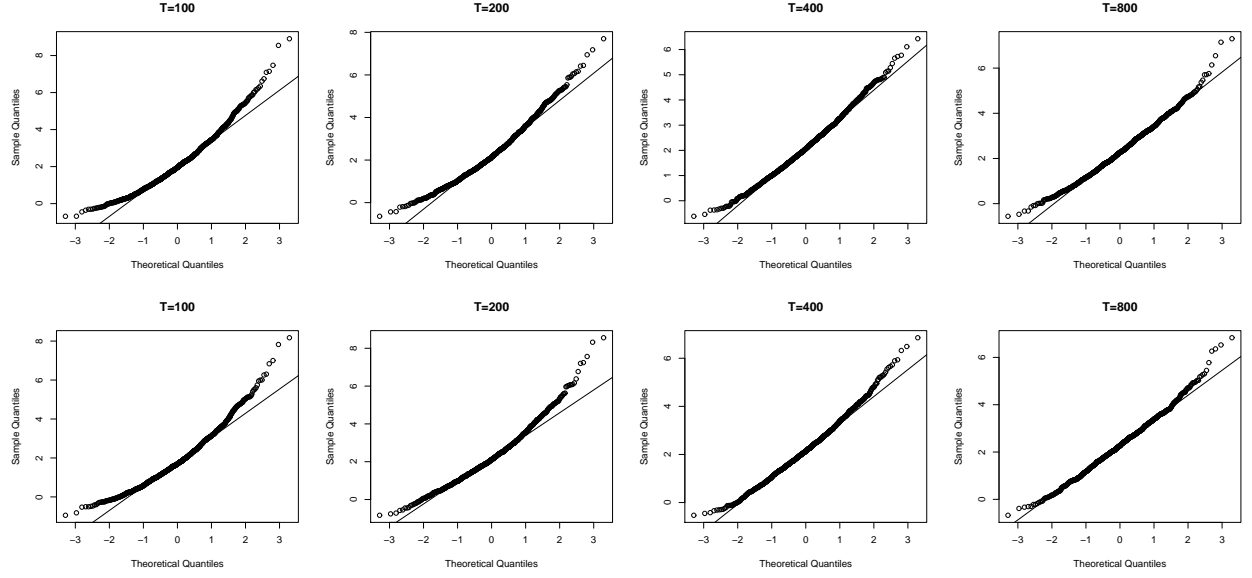 T=100 T=200 T=400 T=800
Sample Quantiles Sample Quantiles Sample Quantiles Sample Quantiles
8 6 4 2 0
8 6 4 2 0
6 5 4 3 2 1 0
6 4 2 0
−3 −2 −1 0 1 2 3 −3 −2 −1 0 1 2 3 −3 −2 −1 0 1 2 3 −3 −2 −1 0 1 2 3
Theoretical Quantiles Theoretical Quantiles Theoretical Quantiles Theoretical Quantiles
T=100 T=200 T=400 T=800
Sample Quantiles Sample Quantiles Sample Quantiles Sample Quantiles
8 6 4 2 0
8 6 4 2 0
6 4 2 0
6 4 2 0
−3 −2 −1 0 1 2 3 −3 −2 −1 0 1 2 3 −3 −2 −1 0 1 2 3 −3 −2 −1 0 1 2 3
Theoretical Quantiles Theoretical Quantiles Theoretical Quantiles Theoretical Quantiles